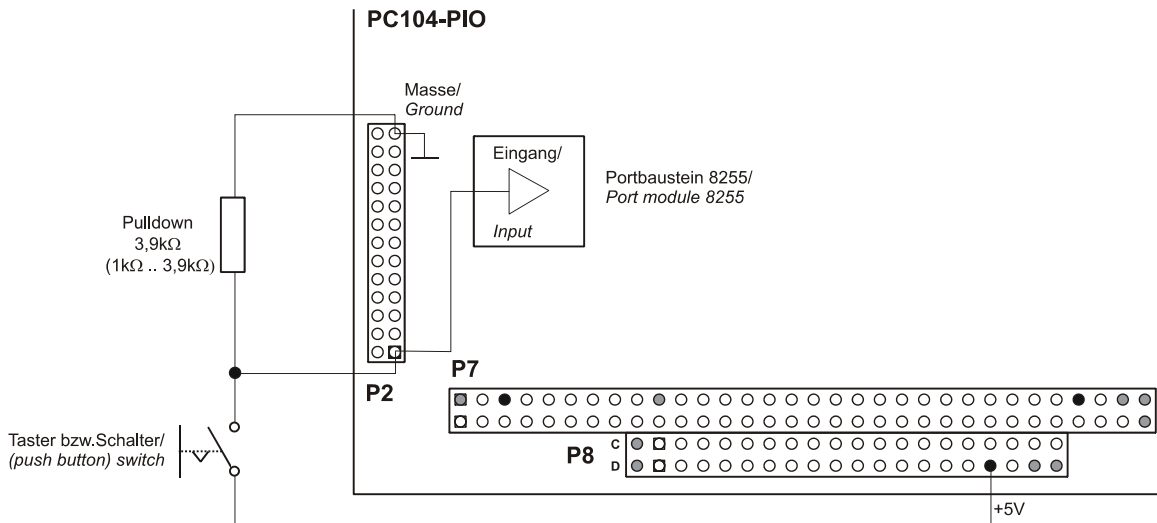 PC104-PIO
Masse/
Ground
Eingang/
Input
Portbaustein 8255/
Port module 8255
Pulldown
3,9kΩ
(1kΩ .. 3,9kΩ)
P2
P7
Taster bzw.Schalter/
(push button) switch
P8
C
D
+5V